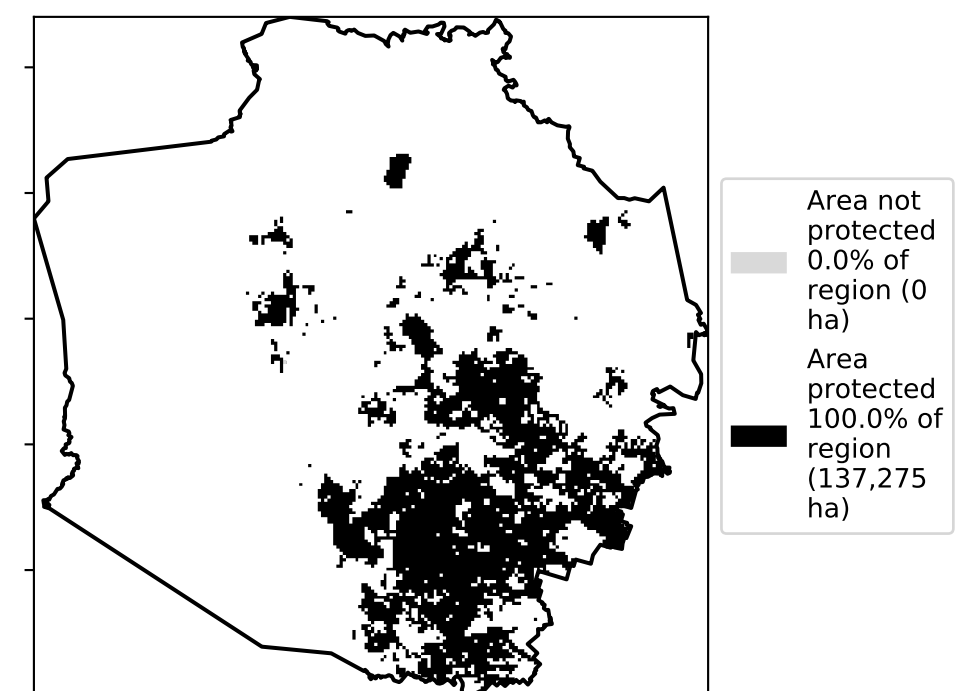 Area not
protected
0.0% of
region (0
ha)
Area
protected
100.0% of
region
(137,275
ha)